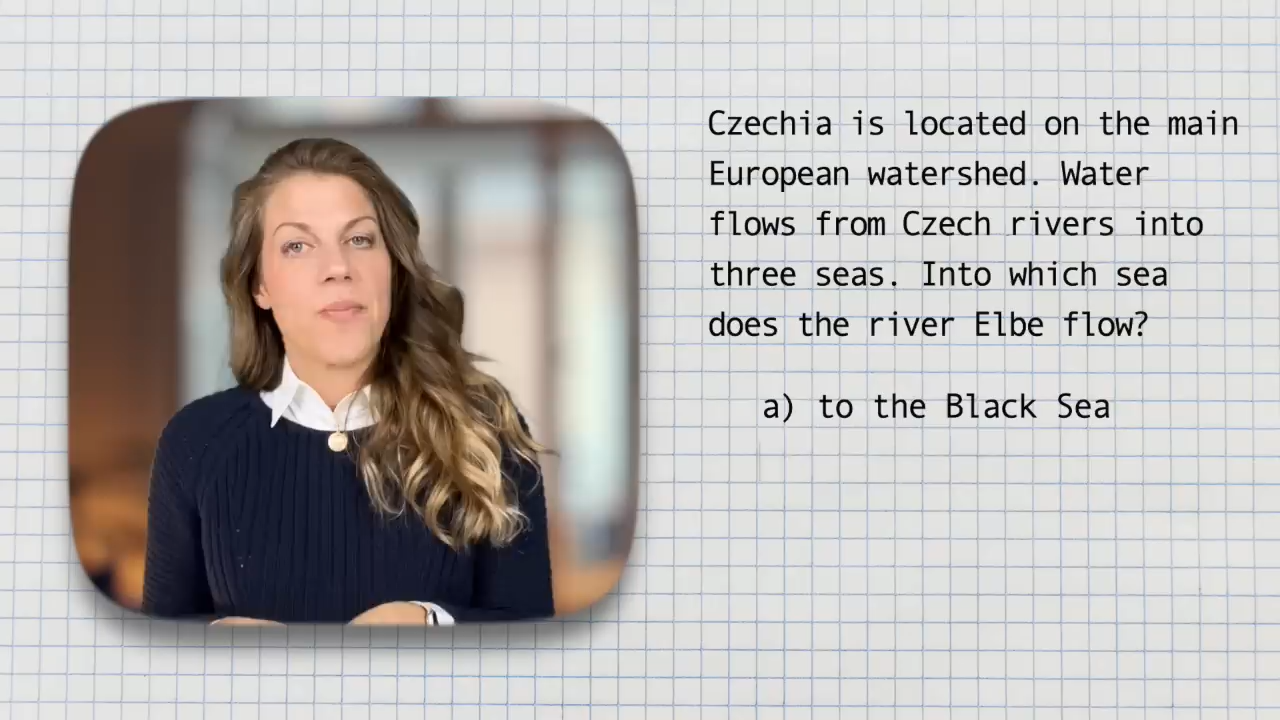 Czechia is located on the main
European watershed. Water
flows from Czech rivers into
three seas. Into which sea
does the river Elbe flow?
a) to the Black Sea